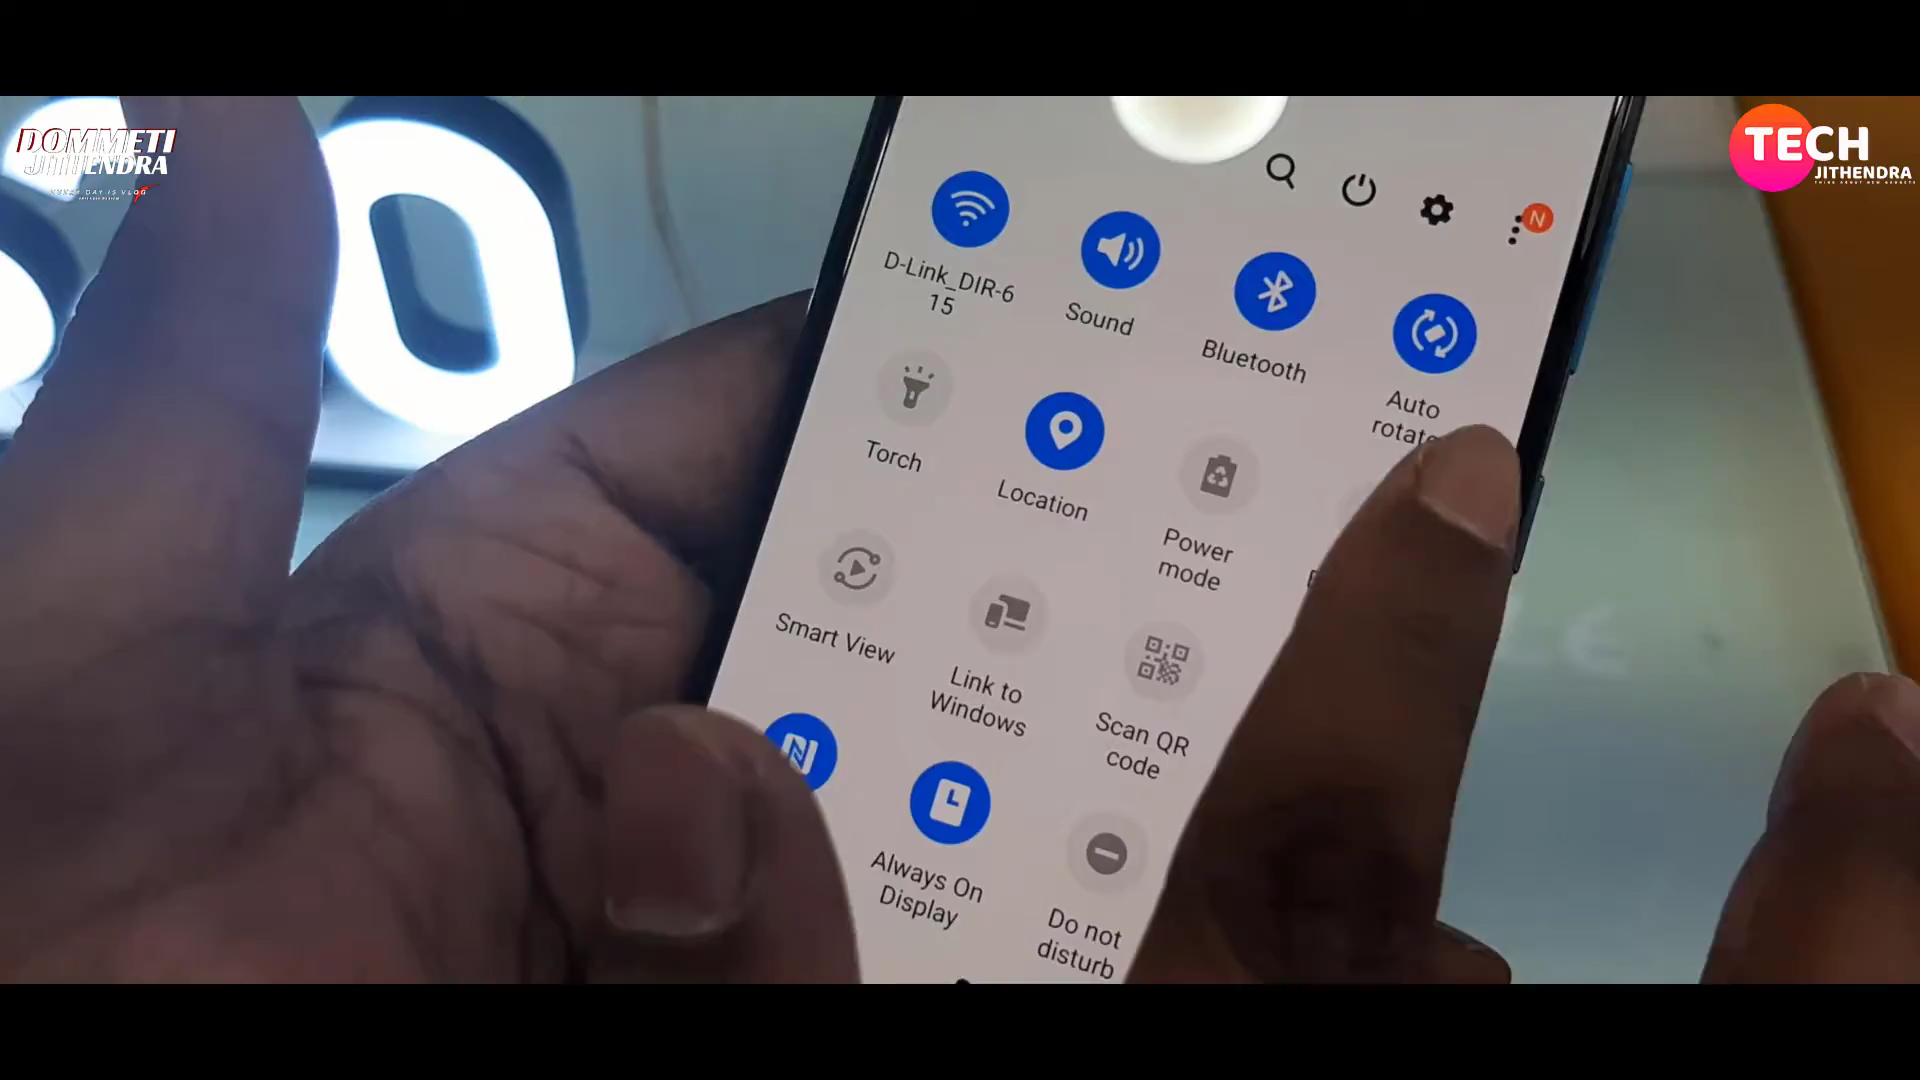 DOMMETI
JITHENDRA
TECH
JITHENDRA
N
D-Link_DIR-6
15
Sound
Bluetooth
Auto
rotate
Torch
Location
Power
mode
Smart View
Link to
Windows
Scan QR
code
Always On
Display
Do not
disturb